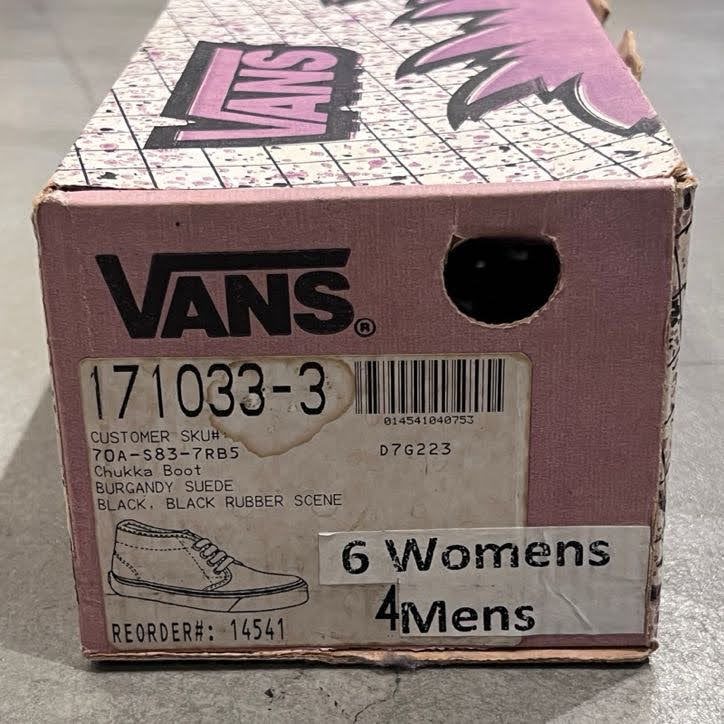 VANS
VANS®
171033-3
014541040753
CUSTOMER SKU#:
70A-S83-7RB5
D7G223
Chukka Boot
BURGANDY SUEDE
BLACK, BLACK RUBBER SCENE
6 Womens
4Mens
REORDER#: 14541